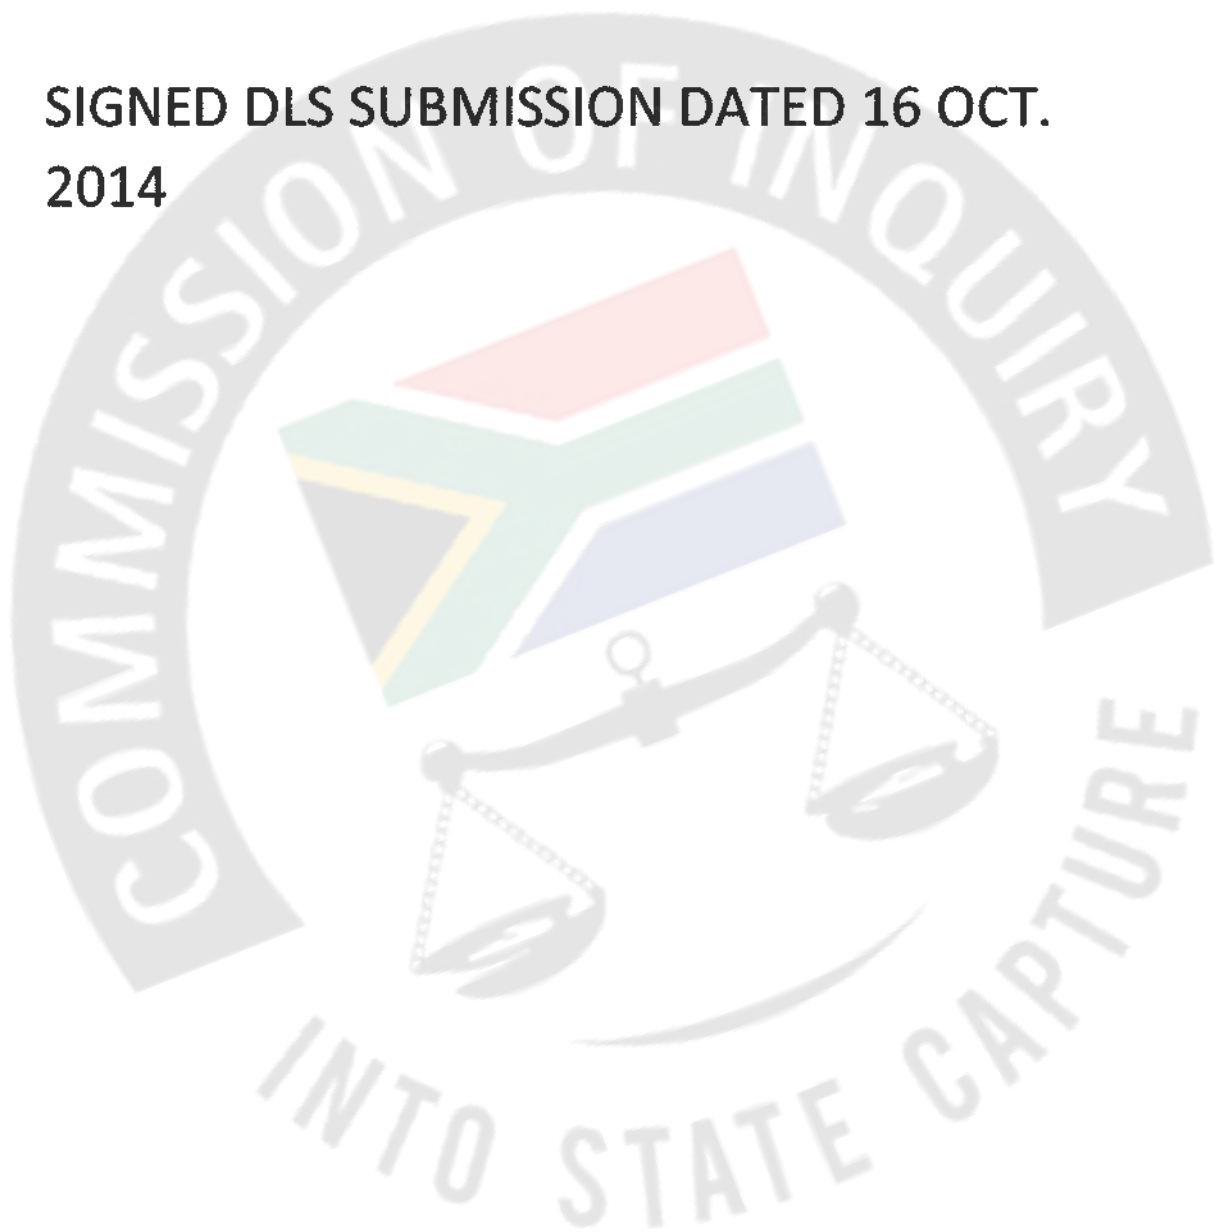 SIGNED DLS SUBMISSION DATED 16 OCT.
2014
COMMISSION OF INQUIRY
INTO STATE CAPTURE